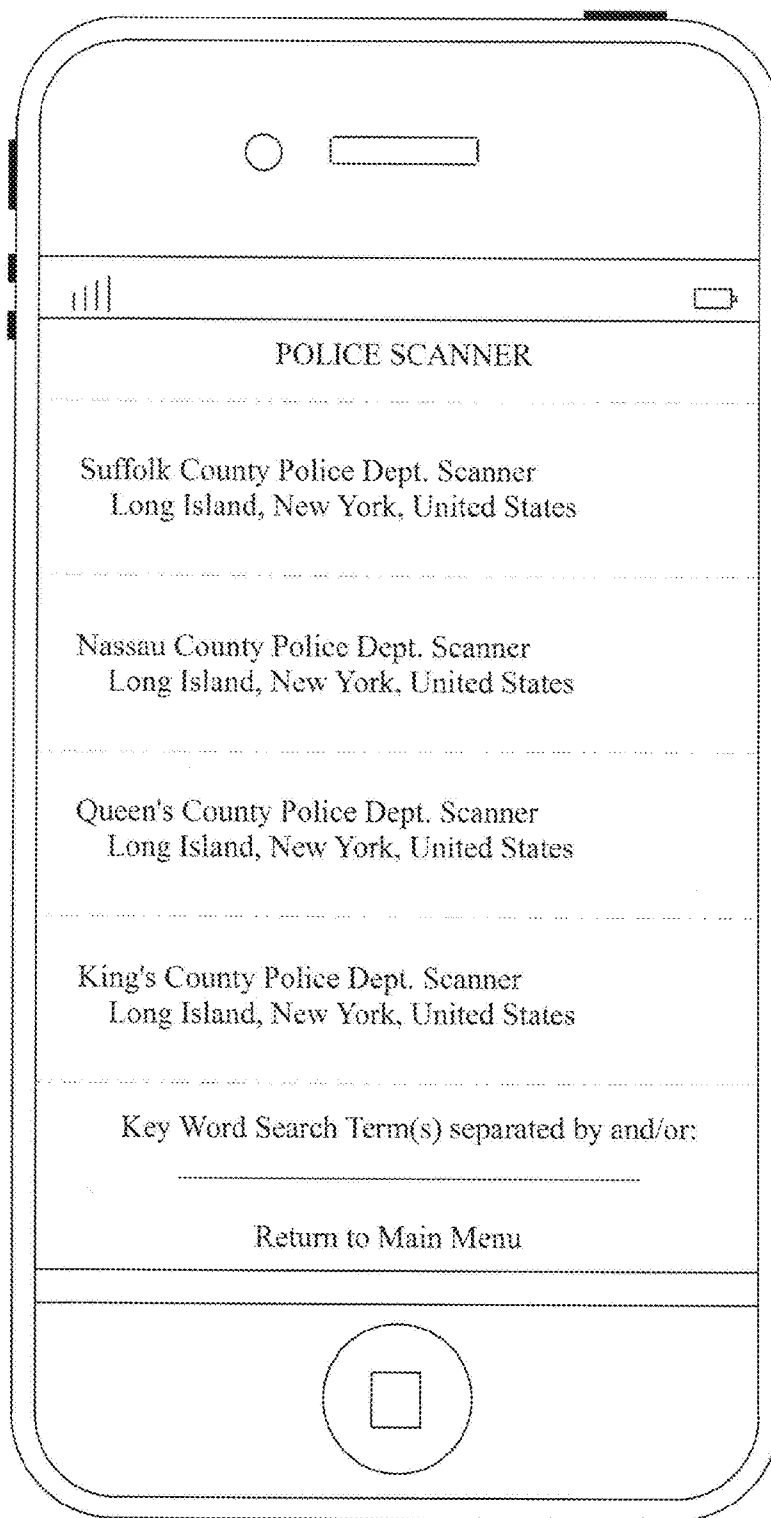 POLICE SCANNER
Suffolk County Police Dept. Scanner
Long Island, New York, United States
Nassau County Police Dept. Scanner
Long Island, New York, United States
Queen's County Police Dept. Scanner
Long Island, New York, United States
King's County Police Dept. Scanner
Long Island, New York, United States
Key Word Search Term(s) separated by and/or:
Return to Main Menu